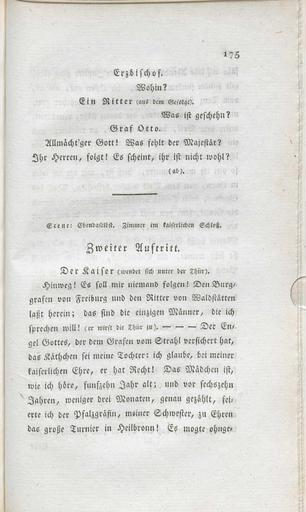 175
Erzbischof.
Wohin?
Ein Ritter (aus dem Gefolge).
Was ist geschehn?
Graf Otto.
Allmächt'ger Gott! Was fehlt der Majestät?
Ihr Herren, folgt! Es scheint, ihr ist nicht wohl?
(ab).
Scene: Ebendaselbst. Zimmer im kaiserlichen Schloß.
Zweiter Auftritt.
Der Kaiser (wendet sich unter der Thür).
Hinweg! Es soll mir niemand folgen! Den Burg-
grafen von Freiburg und den Ritter von Waldstätten
laßt herein; das sind die einzigen Männer, die ich
sprechen will! (er wirft die Thür zu). — — — Der En-
gel Gottes, der dem Grafen vom Strahl versichert hat,
das Käthchen sei meine Tochter: ich glaube, bei meiner
kaiserlichen Ehre, er hat Recht! Das Mädchen ist,
wie ich höre, funfzehn Jahr alt; und vor sechszehn
Jahren, weniger drei Monaten, genau gezählt, fei-
erte ich der Pfalzgräfin, meiner Schwester, zu Ehren
das große Turnier in Heilbronn! Es mogte ohnge-